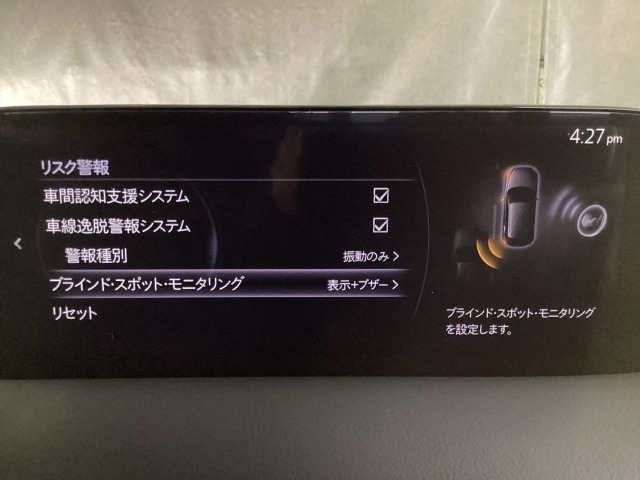 4:27pm
リスク警報
車間認知支援システム
車線逸脱警報システム
警報種別 振動のみ
ブラインド・スポット・モニタリング 表示+ブザー
リセット
ブラインド・スポット・モニタリング
を設定します。